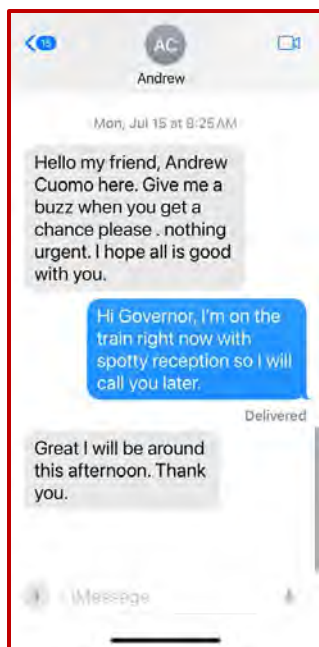 15
AC
Andrew
Mon, Jul 15 at 8:25 AM
Hello my friend, Andrew
Cuomo here. Give me a
buzz when you get a
chance please . nothing
urgent. I hope all is good
with you.
Hi Governor, I'm on the
train right now with
spotty reception so I will
call you later.
Delivered
Great I will be around
this afternoon. Thank
you.
iMessage